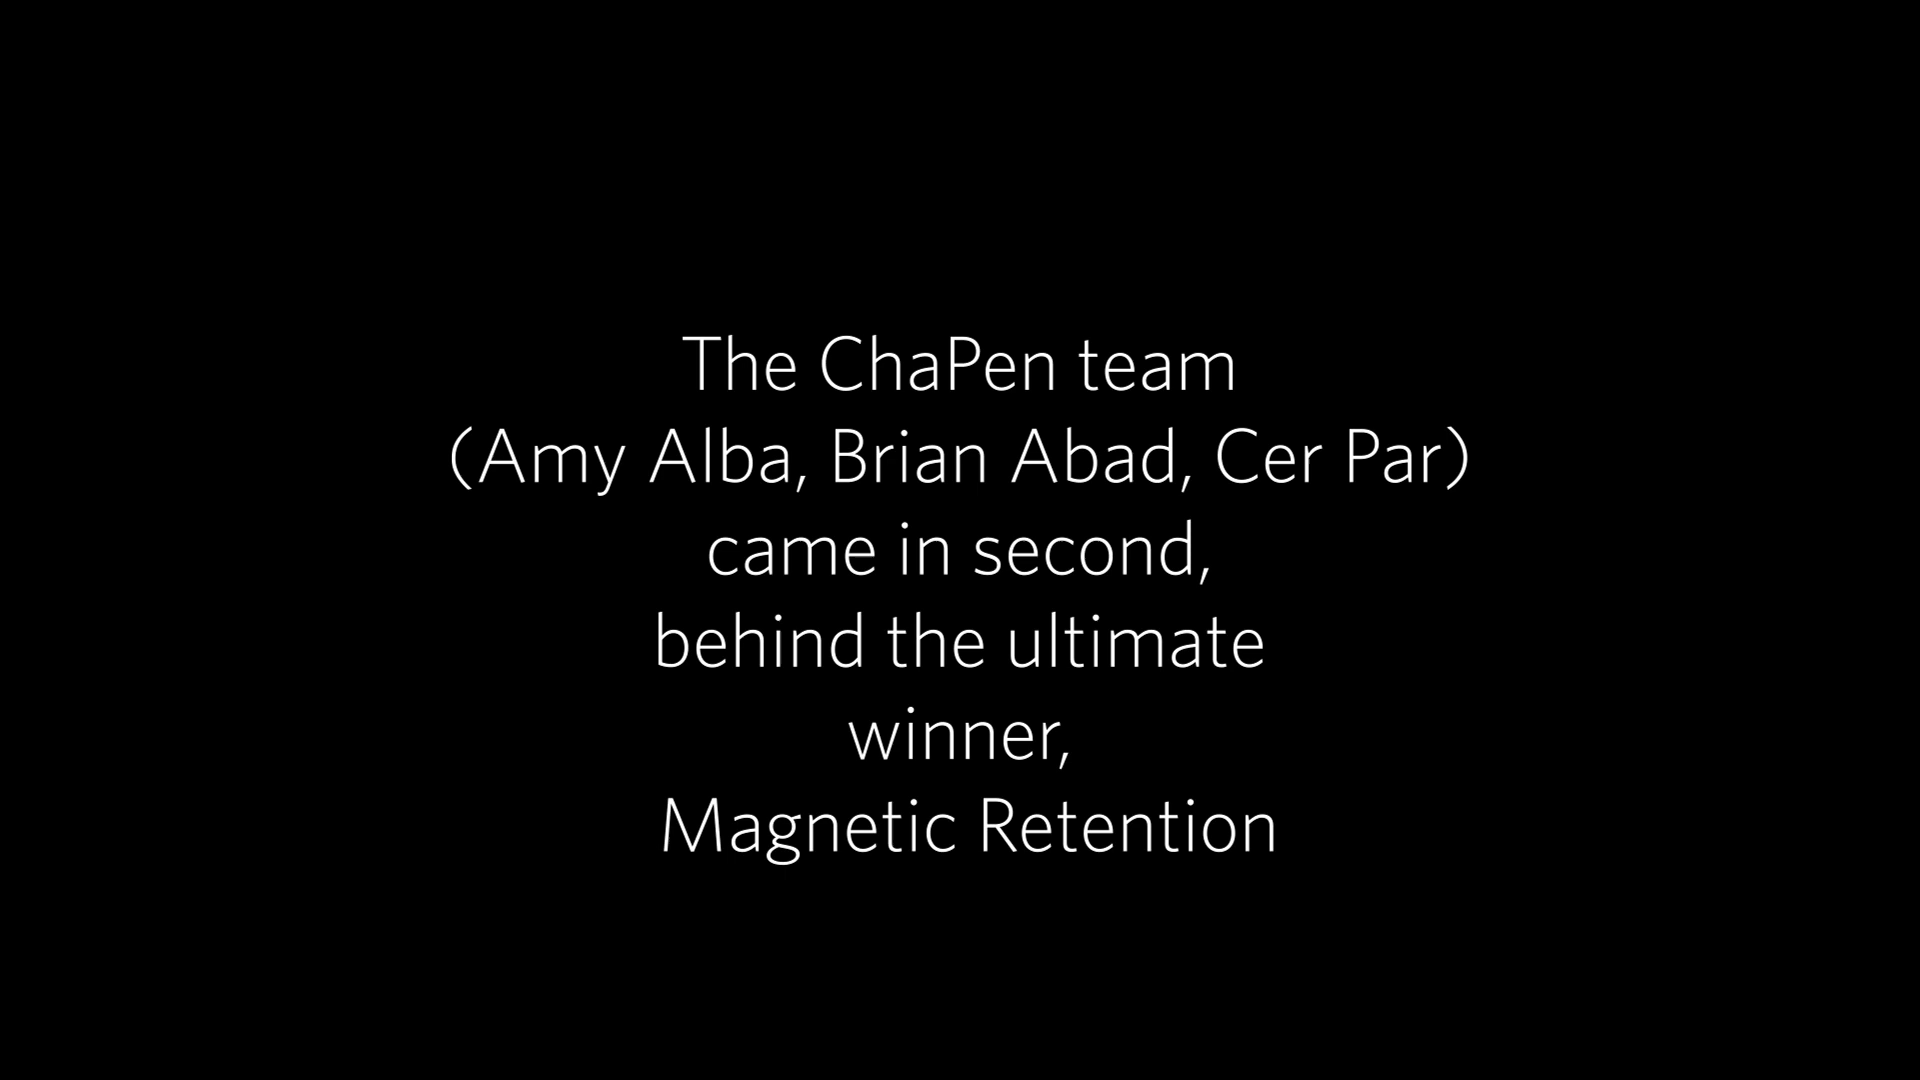 The ChaPen team
(Amy Alba, Brian Abad, Cer Par)
came in second,
behind the ultimate
winner,
Magnetic Retention